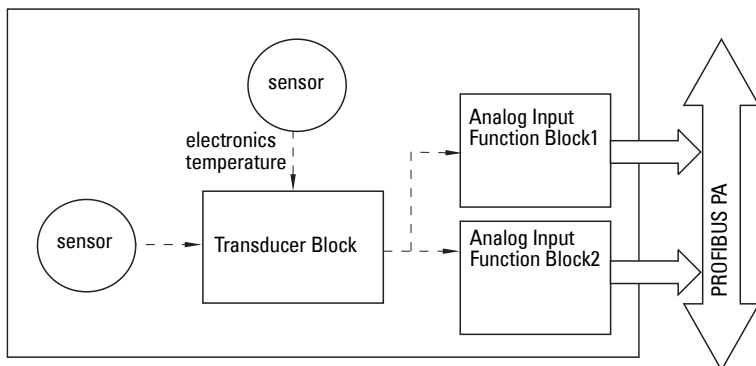 sensor
electronics
temperature
sensor
Transducer Block
Analog Input
Function Block1
Analog Input
Function Block2
PROFIBUS PA